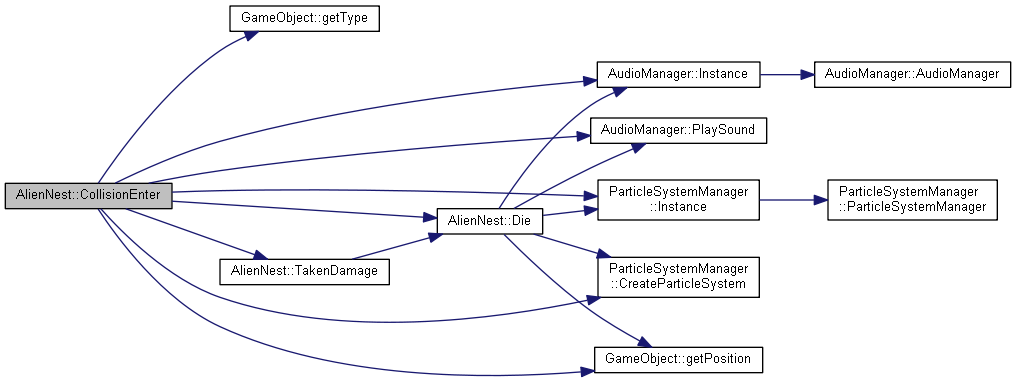 GameObject::getType
AudioManager::Instance
AudioManager::AudioManager
AudioManager::PlaySound
AlienNest::CollisionEnter
ParticleSystemManager
::Instance
ParticleSystemManager
::ParticleSystemManager
AlienNest::Die
AlienNest::TakenDamage
ParticleSystemManager
::CreateParticleSystem
GameObject::getPosition